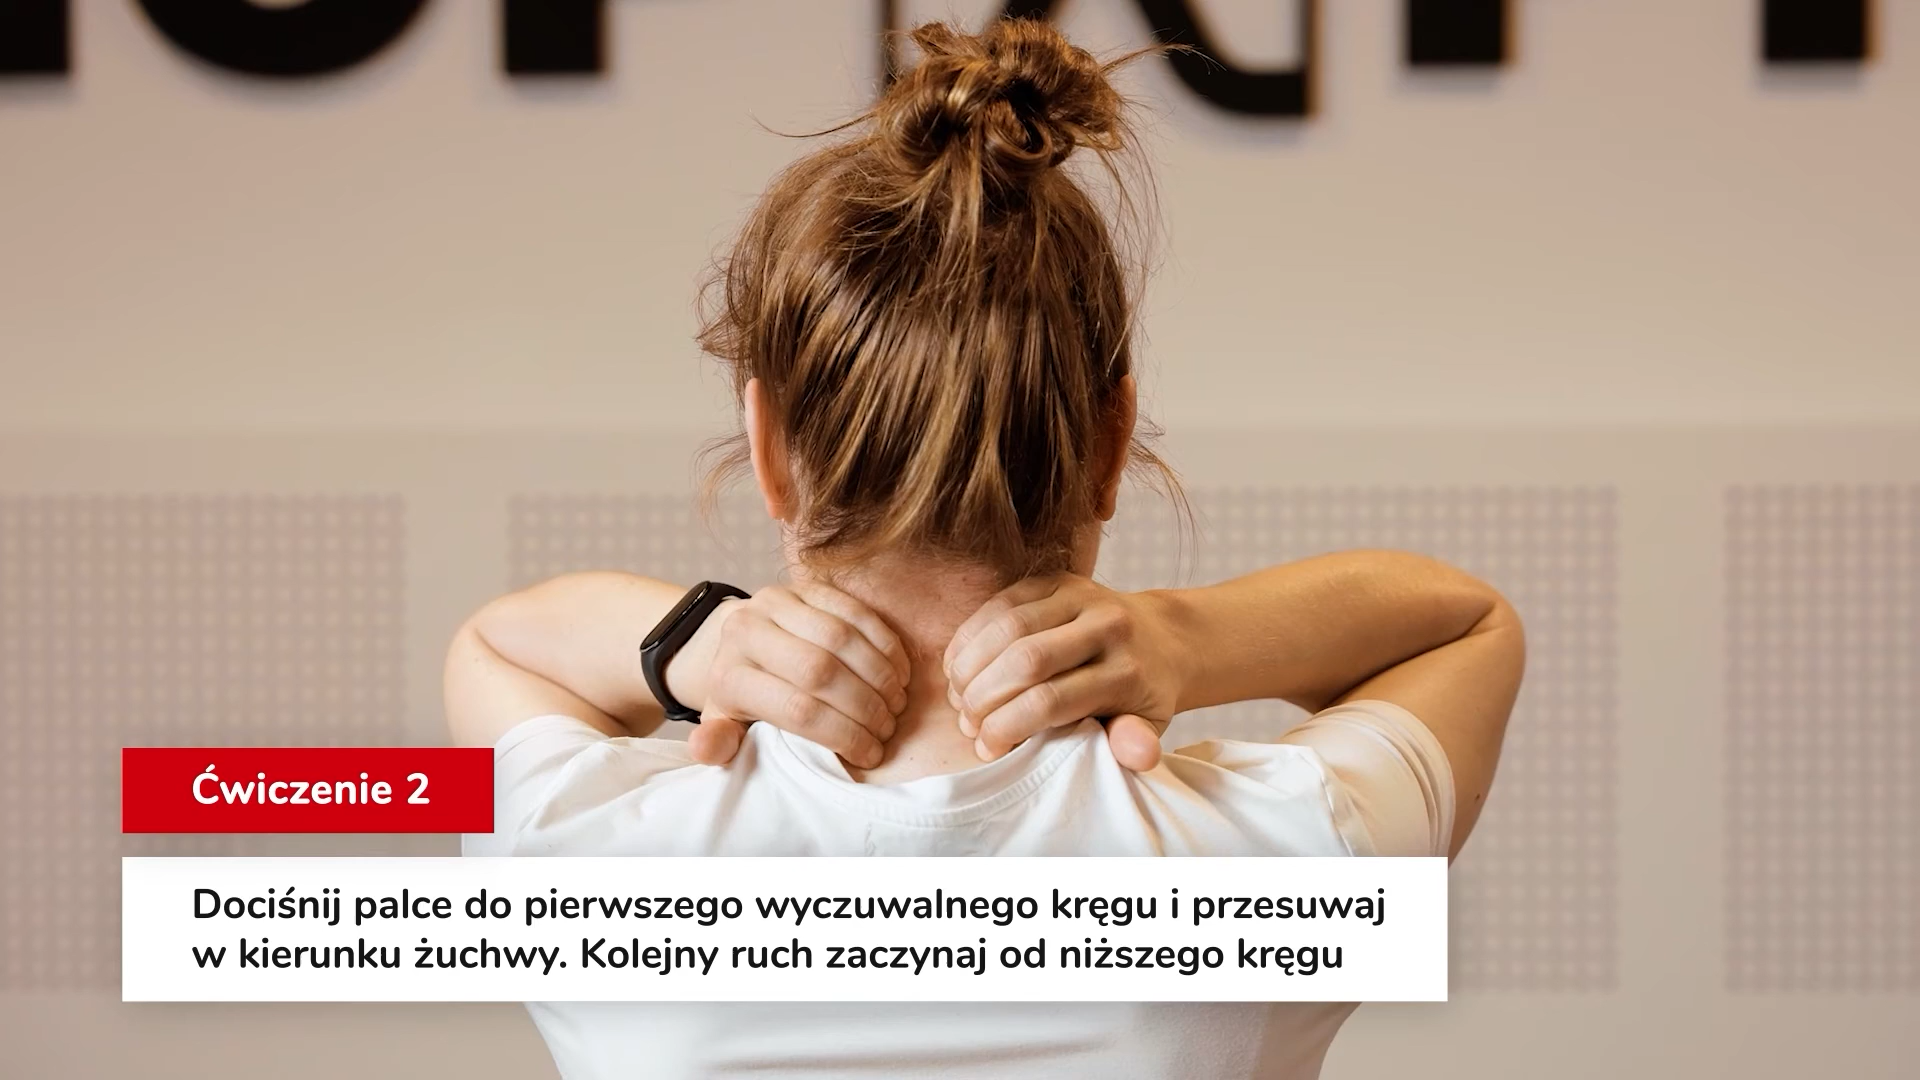 Ćwiczenie 2
Dociśnij palce do pierwszego wyczuwalnego kręgu i przesuwaj
w kierunku żuchwy. Kolejny ruch zaczynaj od niższego kręgu